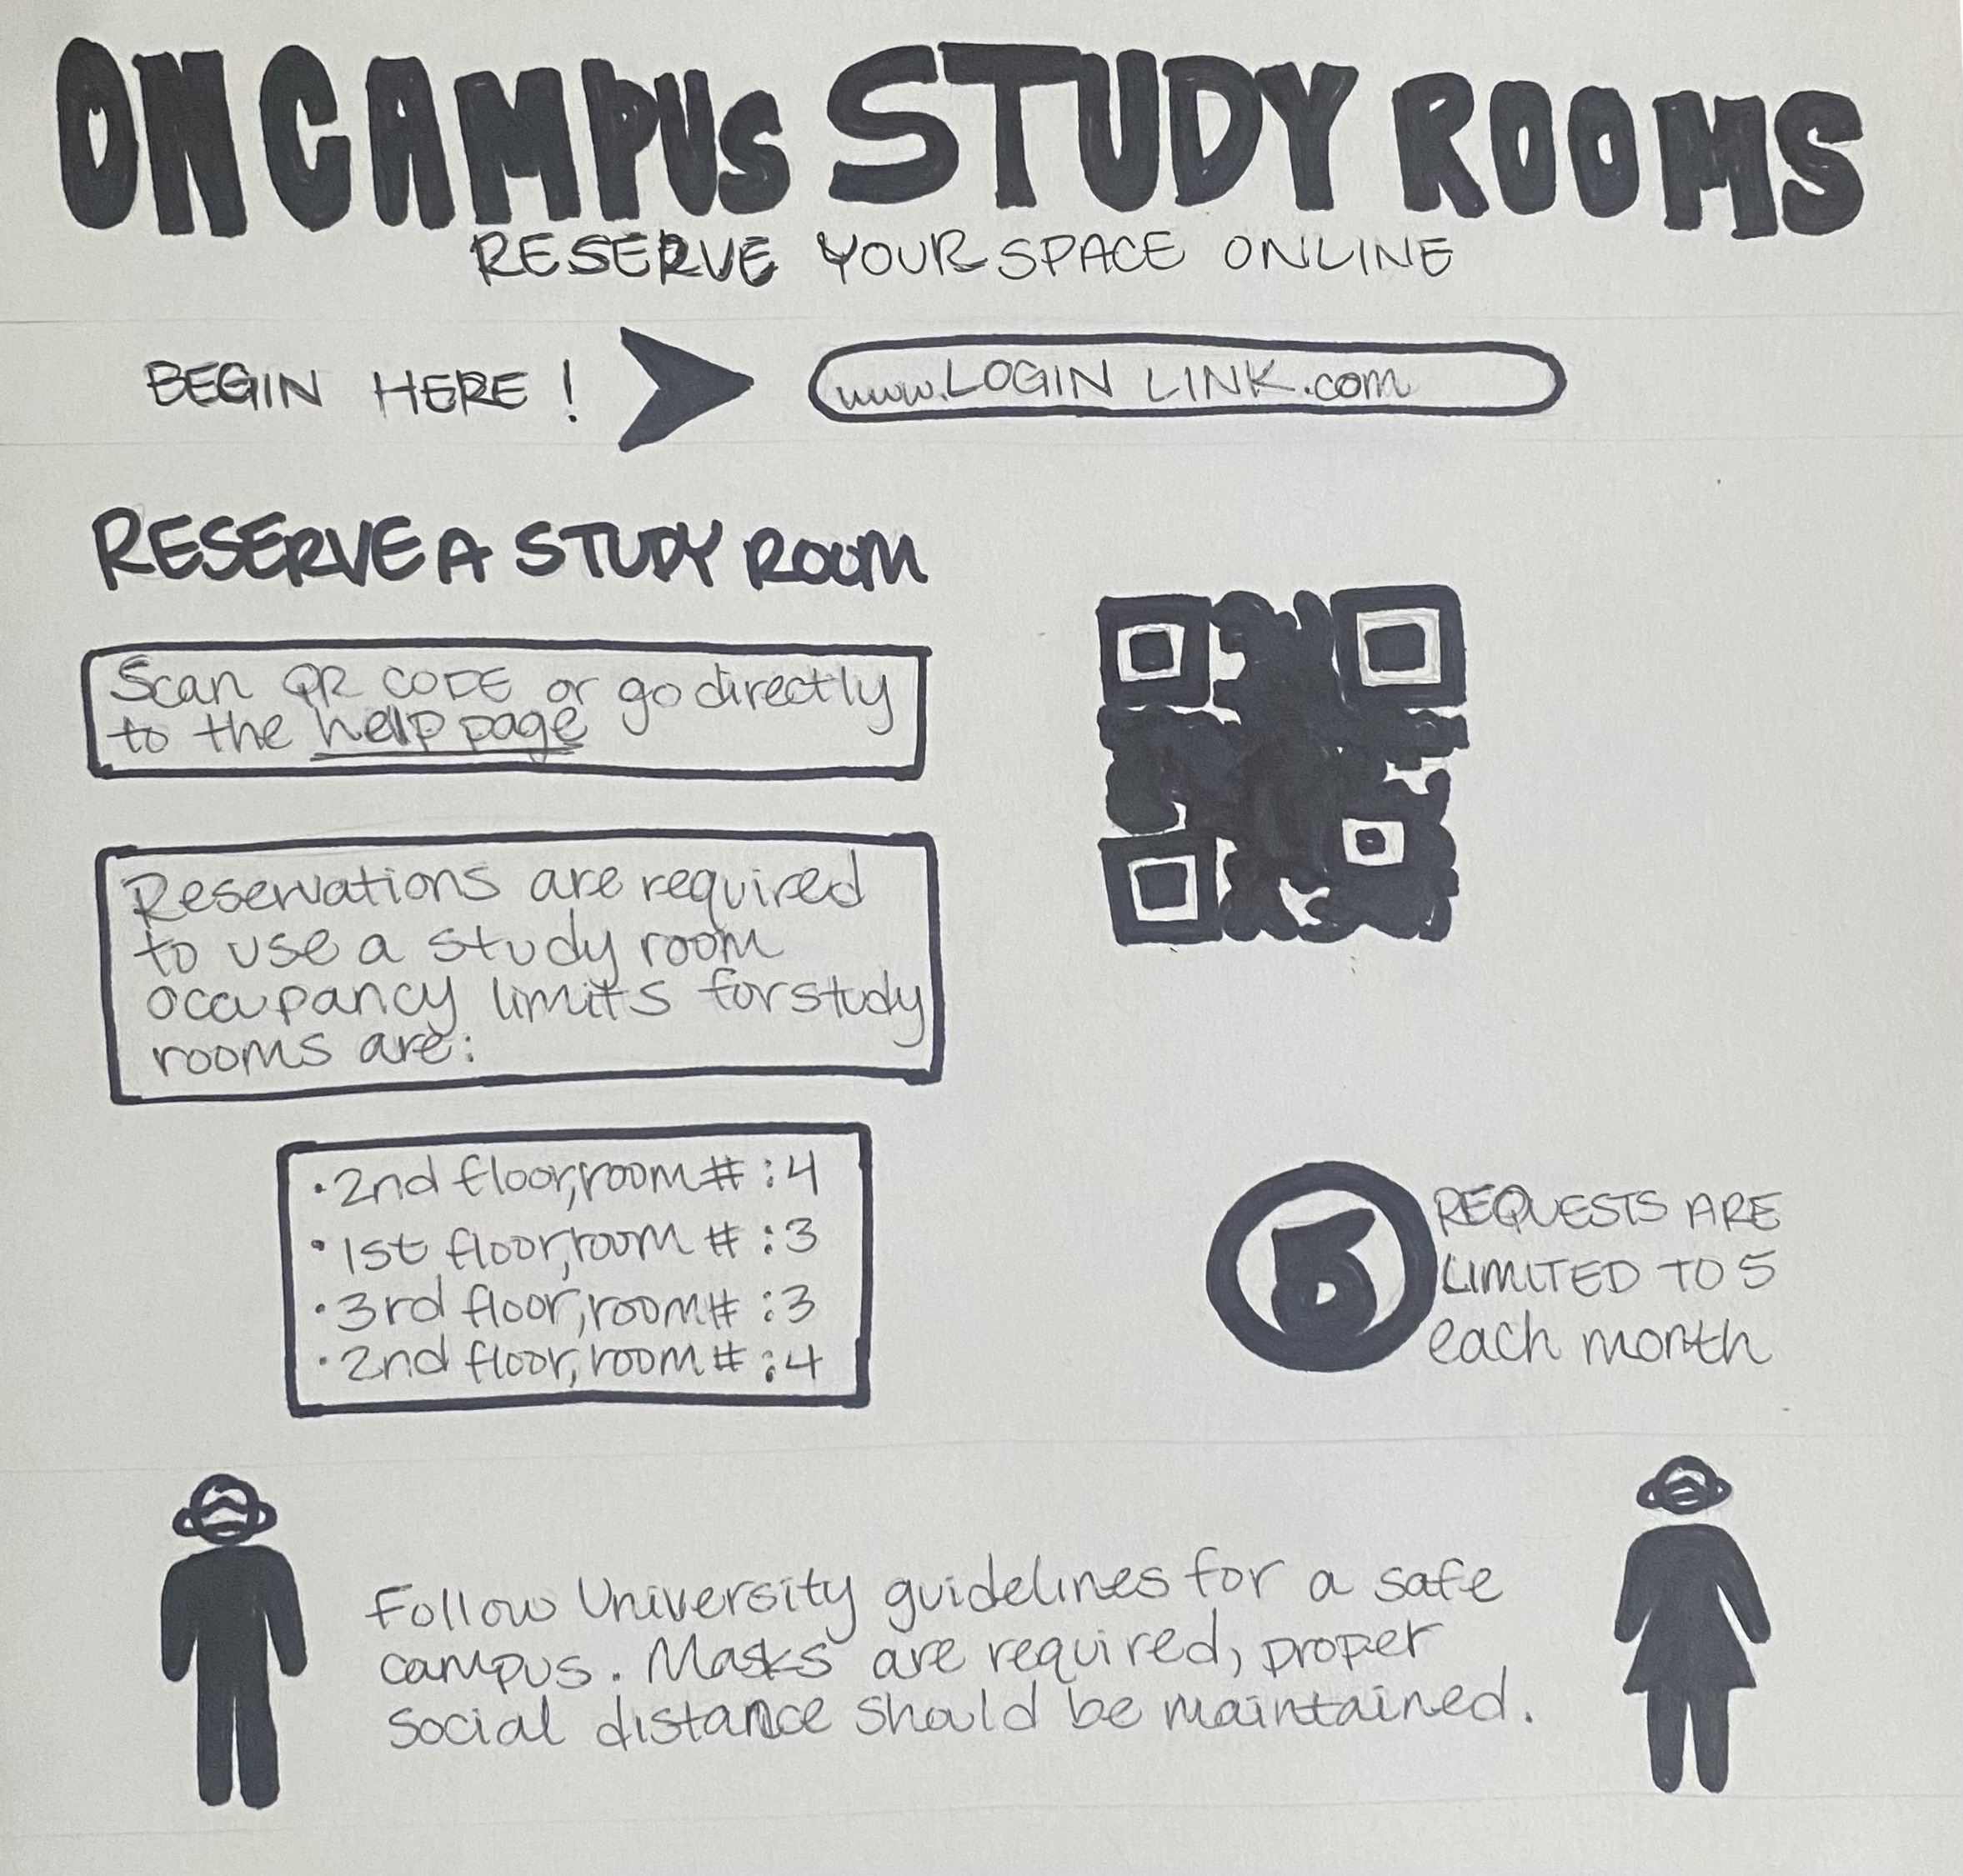 ON CAMPUS STUDY ROOMS
RESERVE YOUR SPACE ONLINE
BEGIN HERE !
www.LOGIN LINK.com
RESERVE A STUDY ROOM
Scan QR CODE or go directly
to the help page
Reservations are required
to use a study room
occupancy limits for study
rooms are:
•2nd floor,room# :4
•1st floor,room # :3
•3rd floor,room# :3
•2nd floor,room# :4
5
REQUESTS ARE
LIMITED TO 5
each month
Follow University guidelines for a safe
campus. Masks are required, proper
social distance should be maintained.